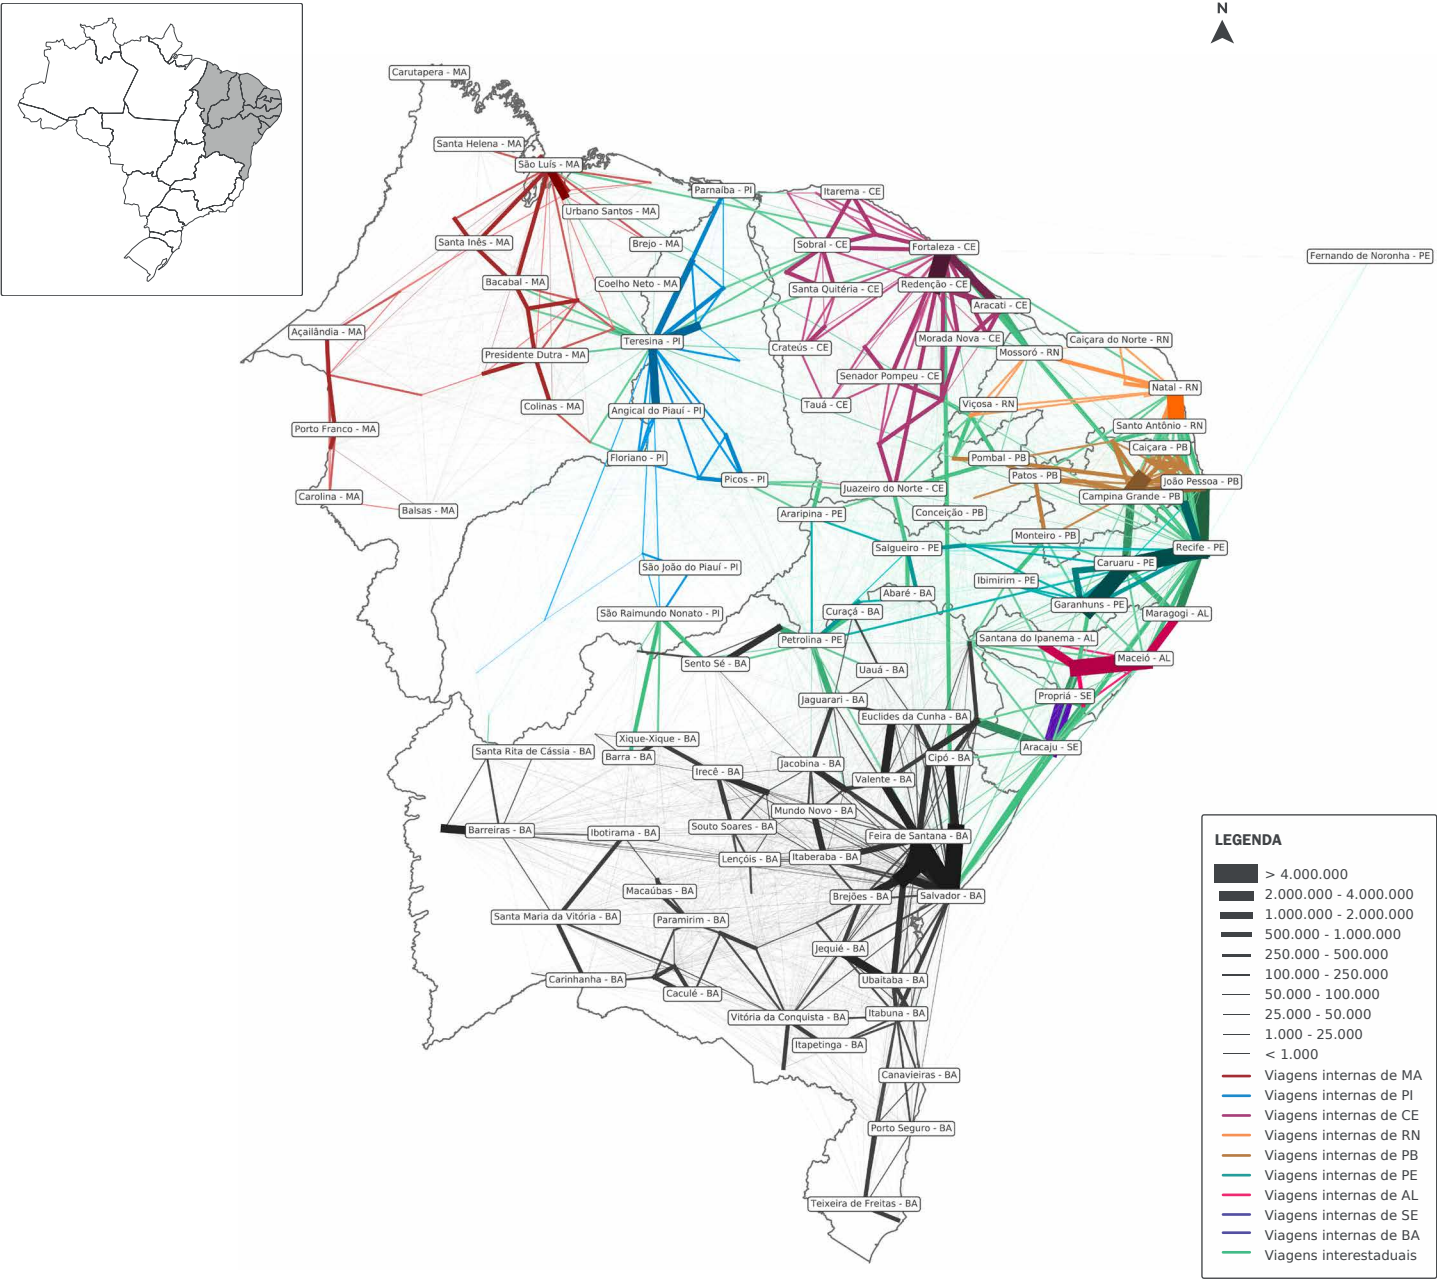 N
Carutapera - MA
Santa Helena - MA
São Luís - MA
Parnaíba - PI
Itarema - CE
Urbano Santos - MA
Santa Inês - MA
Brejo - MA
Sobral - CE
Fortaleza - CE
Fernando de Noronha - PE
Bacabal - MA
Coelho Neto - MA
Santa Quitéria - CE
Redenção - CE
Aracati - CE
Açailândia - MA
Teresina - PI
Crateús - CE
Morada Nova - CE
Caiçara do Norte - RN
Presidente Dutra - MA
Mossoró - RN
Senador Pompeu - CE
Natal - RN
Colinas - MA
Angical do Piauí - PI
Tauá - CE
Viçosa - RN
Porto Franco - MA
Santo Antônio - RN
Caiçara - PB
Floriano - PI
Pombal - PB
Picos - PI
Patos - PB
João Pessoa - PB
Carolina - MA
Juazeiro do Norte - CE
Campina Grande - PB
Balsas - MA
Araripina - PE
Conceição - PB
Monteiro - PB
Salgueiro - PE
Recife - PE
São João do Piauí - PI
Caruaru - PE
Ibimirim - PE
Abaré - BA
Garanhuns - PE
São Raimundo Nonato - PI
Curaçá - BA
Maragogi - AL
Petrolina - PE
Santana do Ipanema - AL
Sento Sé - BA
Uauá - BA
Maceió - AL
Jaguarari - BA
Propriá - SE
Euclides da Cunha - BA
Xique-Xique - BA
Santa Rita de Cássia - BA
Barra - BA
Aracaju - SE
Irecê - BA
Jacobina - BA
Cipó - BA
Valente - BA
Mundo Novo - BA
Barreiras - BA
Ibotirama - BA
Souto Soares - BA
Feira de Santana - BA
Lençóis - BA
Itaberaba - BA
Macaúbas - BA
Brejões - BA
Salvador - BA
Santa Maria da Vitória - BA
Paramirim - BA
Jequié - BA
Carinhanha - BA
Ubaitaba - BA
Caculé - BA
Vitória da Conquista - BA
Itabuna - BA
Itapetinga - BA
Canavieiras - BA
Porto Seguro - BA
Teixeira de Freitas - BA
LEGENDA
> 4.000.000
2.000.000 - 4.000.000
1.000.000 - 2.000.000
500.000 - 1.000.000
250.000 - 500.000
100.000 - 250.000
50.000 - 100.000
25.000 - 50.000
1.000 - 25.000
< 1.000
Viagens internas de MA
Viagens internas de PI
Viagens internas de CE
Viagens internas de RN
Viagens internas de PB
Viagens internas de PE
Viagens internas de AL
Viagens internas de SE
Viagens internas de BA
Viagens interestaduais